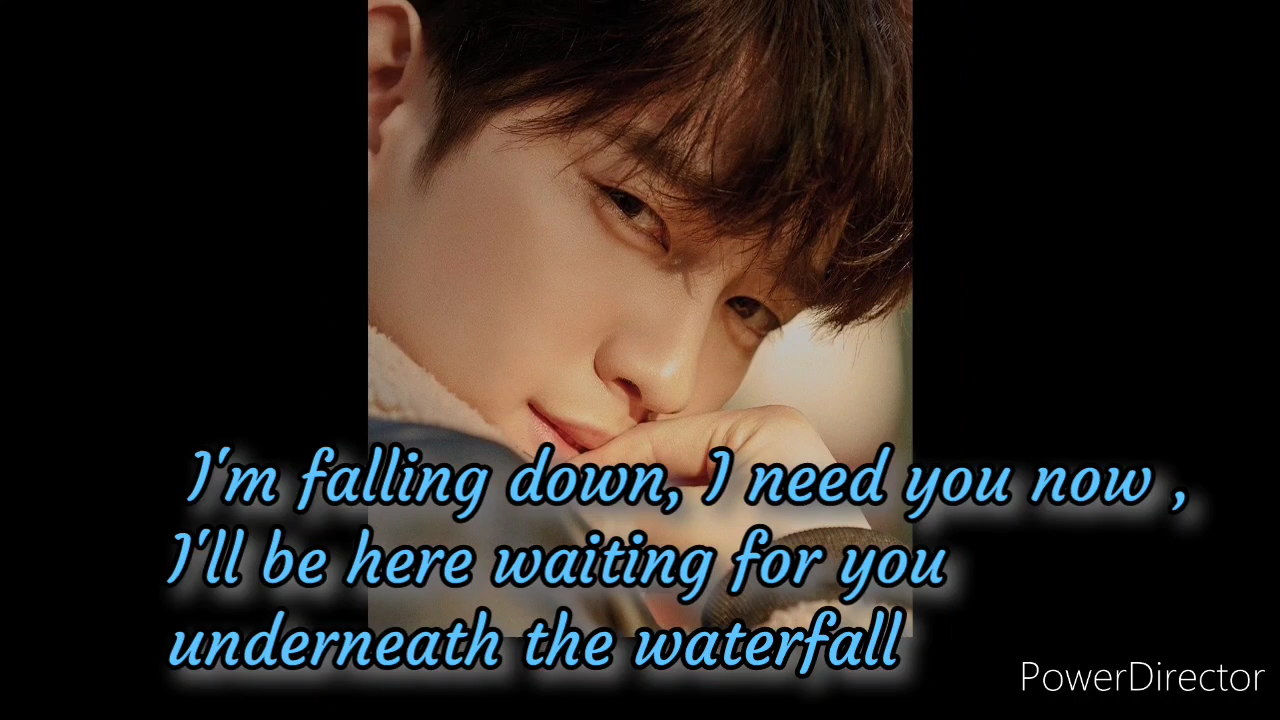 I'm falling down, I need you now ,
I'll be here waiting for you
underneath the waterfall
PowerDirector